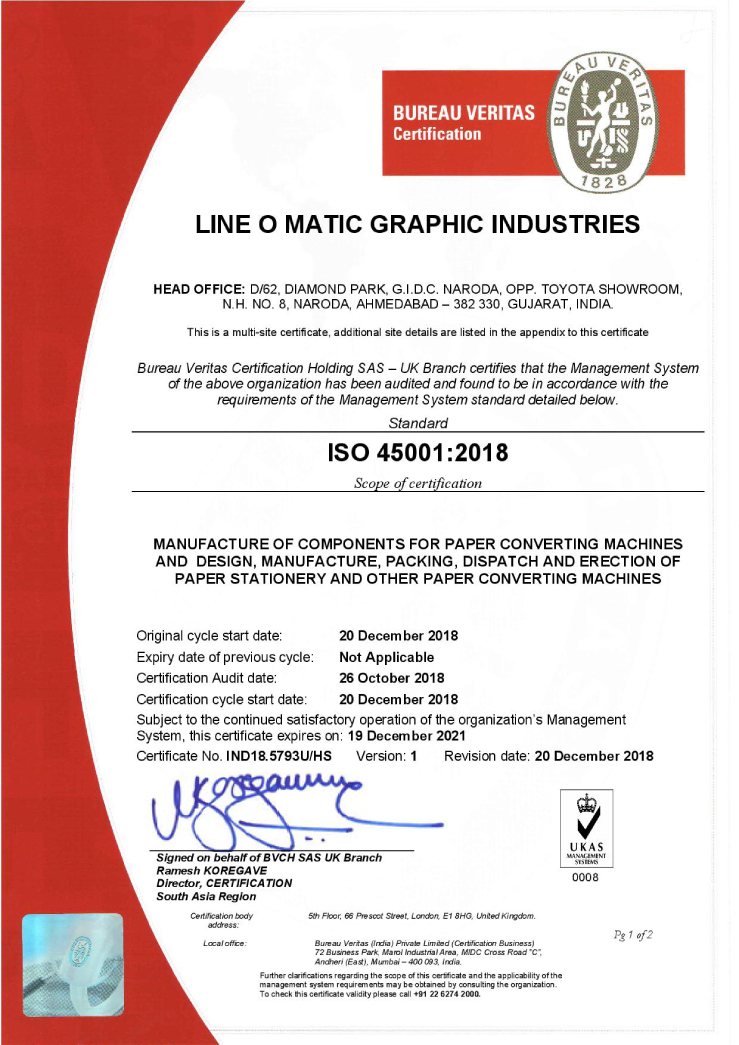 BUREAU VERITAS
Certification
BUREAU VERITAS
1828
LINE O MATIC GRAPHIC INDUSTRIES
HEAD OFFICE: D/62, DIAMOND PARK, G.I.D.C. NARODA, OPP. TOYOTA SHOWROOM,
N.H. NO. 8, NARODA, AHMEDABAD – 382 330, GUJARAT, INDIA.
This is a multi-site certificate, additional site details are listed in the appendix to this certificate
Bureau Veritas Certification Holding SAS – UK Branch certifies that the Management System
of the above organization has been audited and found to be in accordance with the
requirements of the Management System standard detailed below.
Standard
ISO 45001:2018
Scope of certification
MANUFACTURE OF COMPONENTS FOR PAPER CONVERTING MACHINES
AND DESIGN, MANUFACTURE, PACKING, DISPATCH AND ERECTION OF
PAPER STATIONERY AND OTHER PAPER CONVERTING MACHINES
Original cycle start date: 20 December 2018
Expiry date of previous cycle: Not Applicable
Certification Audit date: 26 October 2018
Certification cycle start date: 20 December 2018
Subject to the continued satisfactory operation of the organization's Management
System, this certificate expires on: 19 December 2021
Certificate No. IND18.5793U/HS Version: 1 Revision date: 20 December 2018
Signed on behalf of BVCH SAS UK Branch
Ramesh KOREGAVE
Director, CERTIFICATION
South Asia Region
UKAS
MANAGEMENT
SYSTEMS
0008
Certification body address: 5th Floor, 66 Prescot Street, London, E1 8HG, United Kingdom.
Local office: Bureau Veritas (India) Private Limited (Certification Business)
72 Business Park, Marol Industrial Area, MIDC Cross Road "C",
Andheri (East), Mumbai – 400 093, India.
Pg 1 of 2
Further clarifications regarding the scope of this certificate and the applicability of the
management system requirements may be obtained by consulting the organization.
To check this certificate validity please call +91 22 6274 2000.